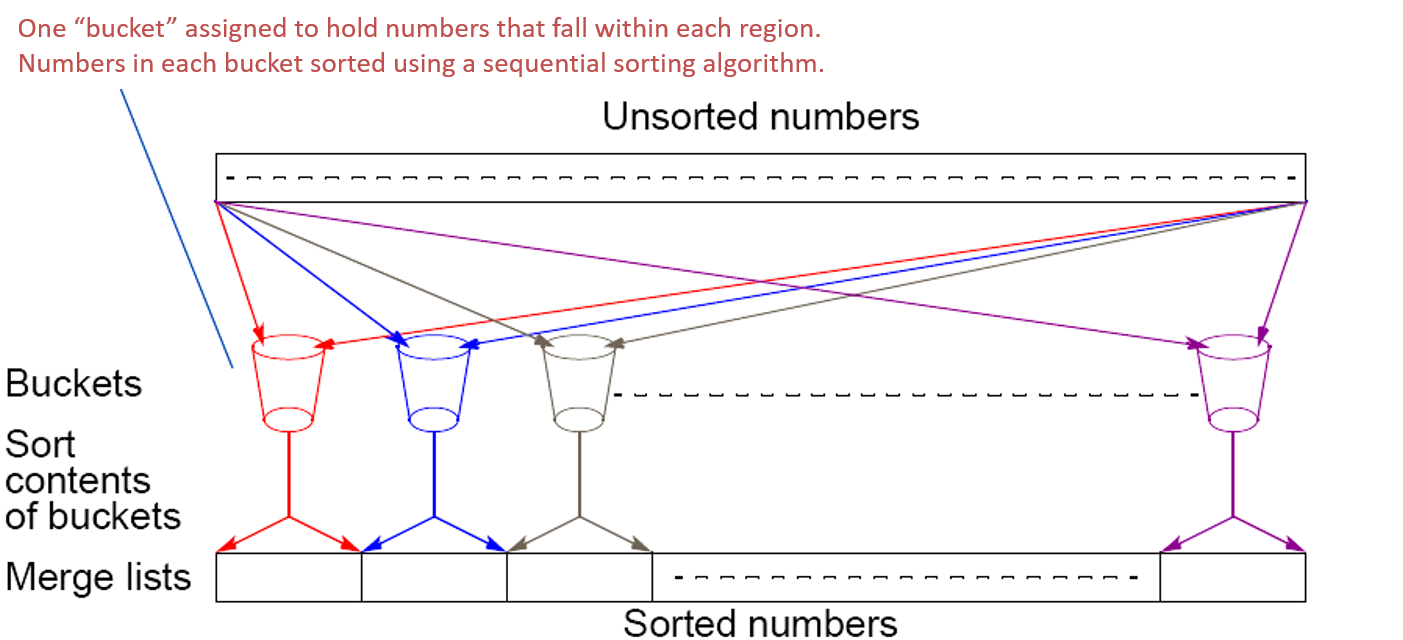 One “bucket” assigned to hold numbers that fall within each region.
Numbers in each bucket sorted using a sequential sorting algorithm.
Unsorted numbers
Buckets
Sort
contents
of buckets
Merge lists
Sorted numbers